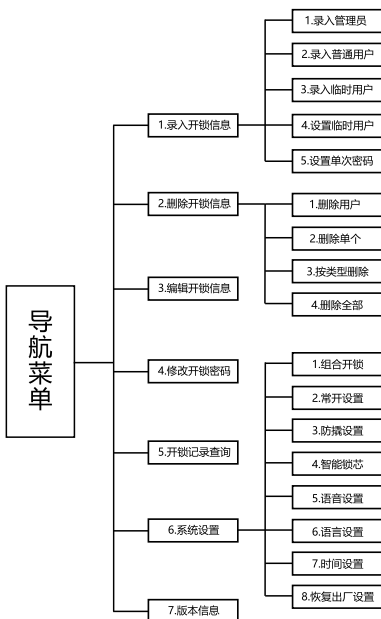 导航菜单
1.录入开锁信息
1.录入管理员
2.录入普通用户
3.录入临时用户
4.设置临时用户
5.设置单次密码
2.删除开锁信息
1.删除用户
2.删除单个
3.按类型删除
4.删除全部
3.编辑开锁信息
4.修改开锁密码
5.开锁记录查询
6.系统设置
1.组合开锁
2.常开设置
3.防撬设置
4.智能锁芯
5.语音设置
6.语言设置
7.时间设置
8.恢复出厂设置
7.版本信息